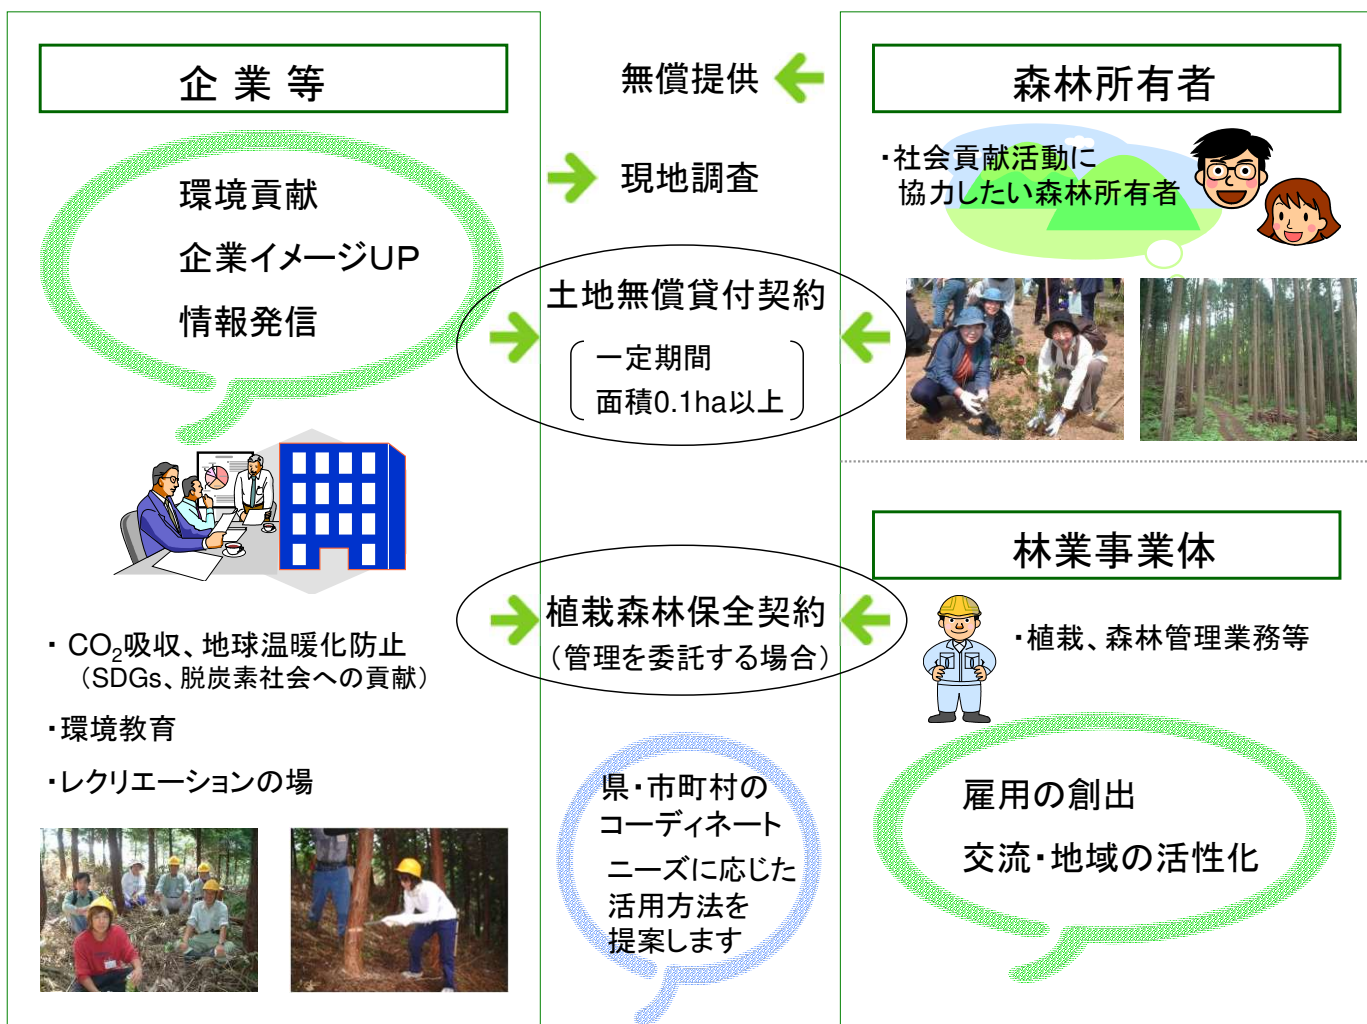 企業等
環境貢献
企業イメージUP
情報発信
・ CO₂吸収、地球温暖化防止
（SDGs、脱炭素社会への貢献）
・環境教育
・レクリエーションの場
無償提供
現地調査
土地無償貸付契約
一定期間
面積0.1ha以上
植栽森林保全契約
（管理を委託する場合）
県・市町村の
コーディネート
ニーズに応じた
活用方法を
提案します
森林所有者
・社会貢献活動に
協力したい森林所有者
林業事業体
・植栽、森林管理業務等
雇用の創出
交流・地域の活性化